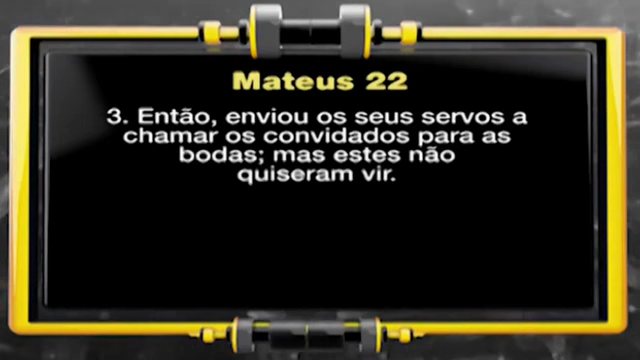 Mateus 22
3. Então, enviou os seus servos a
chamar os convidados para as
bodas; mas estes não
quiseram vir.